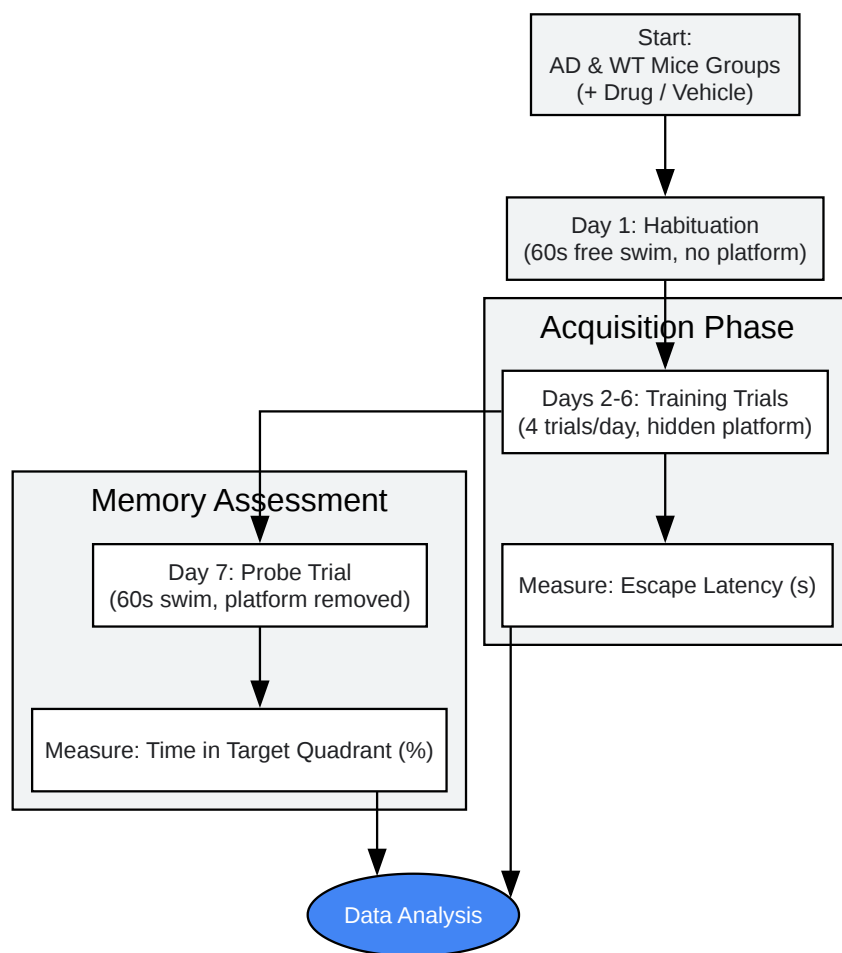 Start:
AD & WT Mice Groups
(+ Drug / Vehicle)
Day 1: Habituation
(60s free swim, no platform)
Acquisition Phase
Days 2-6: Training Trials
(4 trials/day, hidden platform)
Memory Assessment
Day 7: Probe Trial
(60s swim, platform removed)
Measure: Escape Latency (s)
Measure: Time in Target Quadrant (%)
Data Analysis